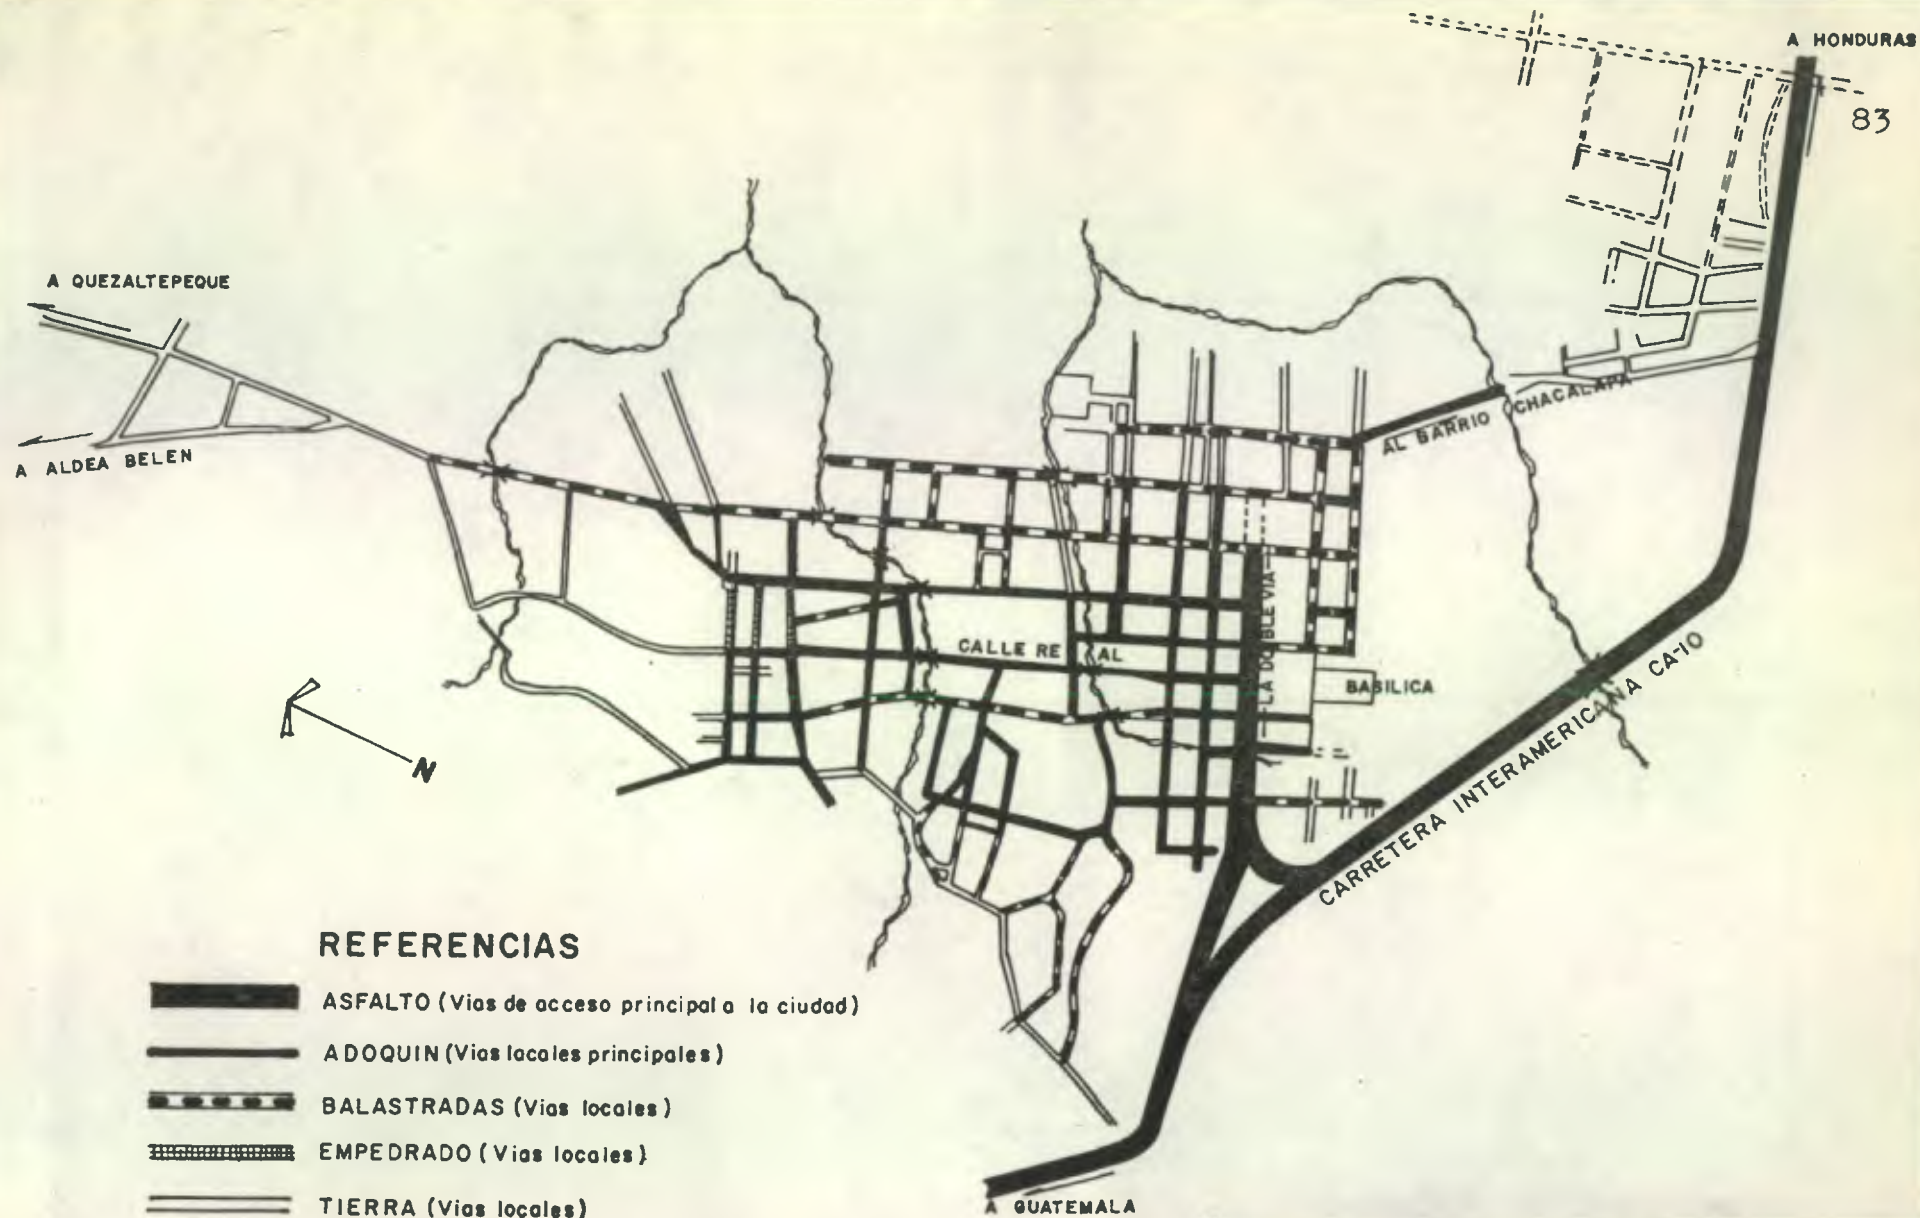 A HONDURAS
83
A QUEZALTEPEQUE
A ALDEA BELEN
AL BARRIO CHACALAPA
CALLE REAL
LA DOBLE VIA
BASILICA
N
CARRETERA INTERAMERICANA CA-10
REFERENCIAS
ASFALTO (Vias de acceso principal a la ciudad)
ADOQUIN (Vias locales principales)
BALASTRADAS (Vias locales)
EMPEDRADO (Vias locales)
TIERRA (Vias locales)
A GUATEMALA